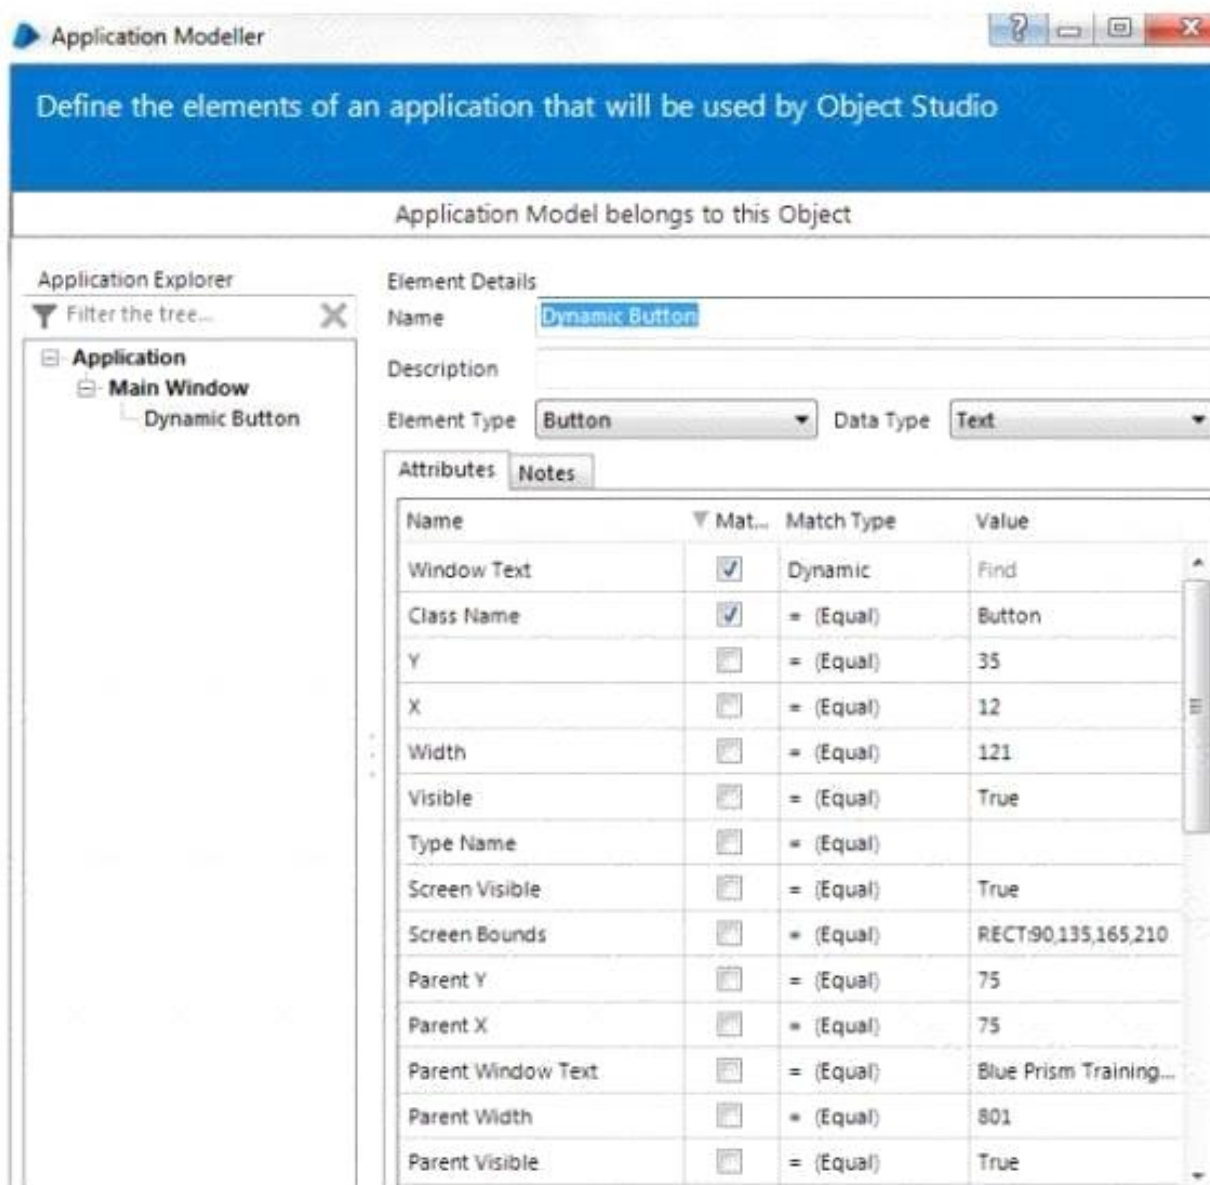 Application Modeller
Define the elements of an application that will be used by Object Studio
Application Model belongs to this Object
Application Explorer
Filter the tree...
Application
Main Window
Dynamic Button
Element Details
Name Dynamic Button
Description
Element Type Button Data Type Text
Attributes Notes
Name Mat... Match Type Value
Window Text Dynamic Find
Class Name = (Equal) Button
Y = (Equal) 35
X = (Equal) 12
Width = (Equal) 121
Visible = (Equal) True
Type Name = (Equal)
Screen Visible = (Equal) True
Screen Bounds = (Equal) RECT:90,135,165,210
Parent Y = (Equal) 75
Parent X = (Equal) 75
Parent Window Text = (Equal) Blue Prism Training...
Parent Width = (Equal) 801
Parent Visible = (Equal) True